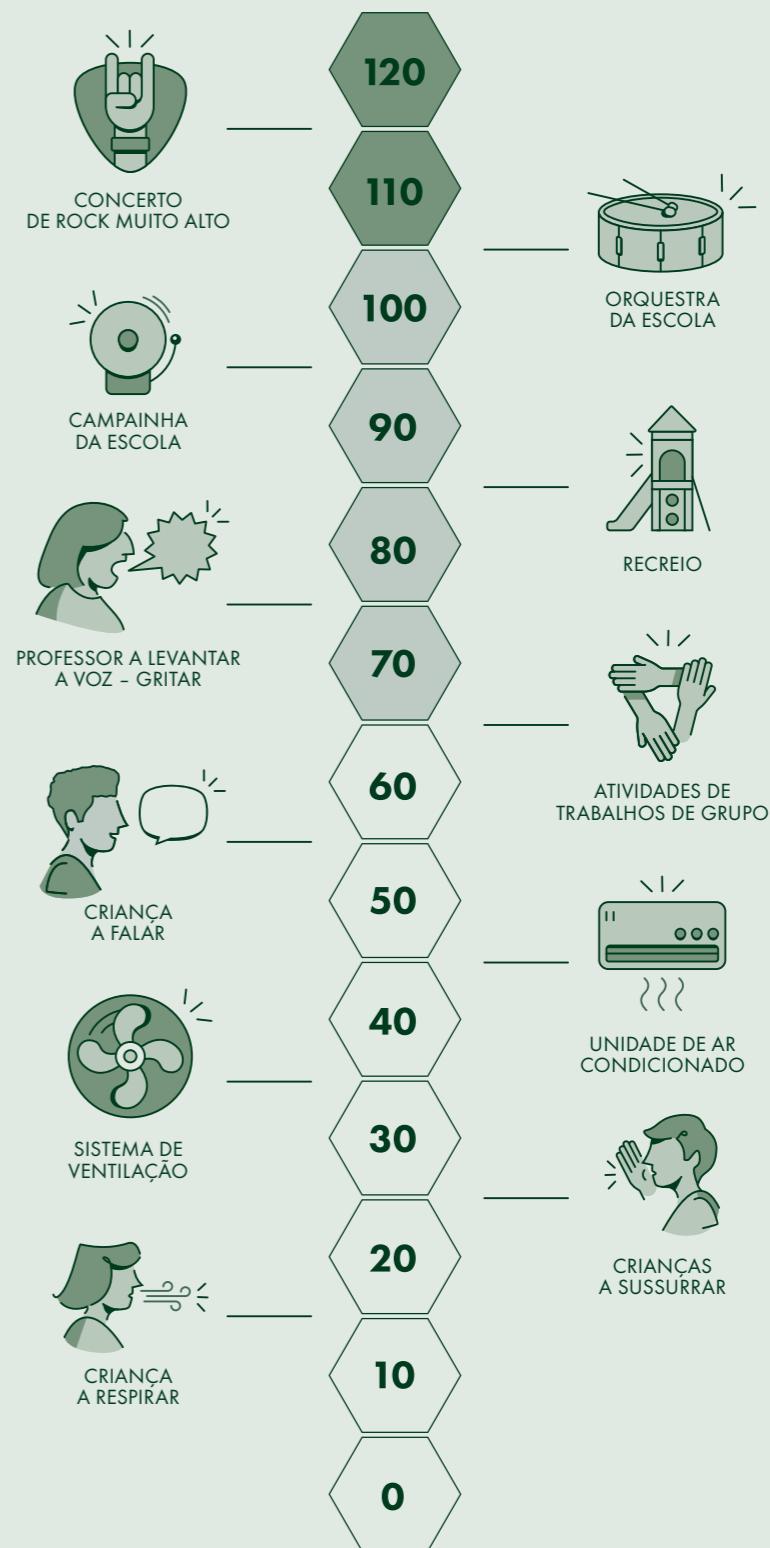 120
CONCERTO
DE ROCK MUITO ALTO
110
ORQUESTRA
DA ESCOLA
100
CAMPAINHA
DA ESCOLA
90
RECREIO
80
PROFESSOR A LEVANTAR
A VOZ – GRITAR
70
ATIVIDADES DE
TRABALHOS DE GRUPO
60
CRIANÇA
A FALAR
50
UNIDADE DE AR
CONDICIONADO
40
SISTEMA DE
VENTILAÇÃO
30
CRIANÇAS
A SUSSURRAR
20
CRIANÇA
A RESPIRAR
10
0